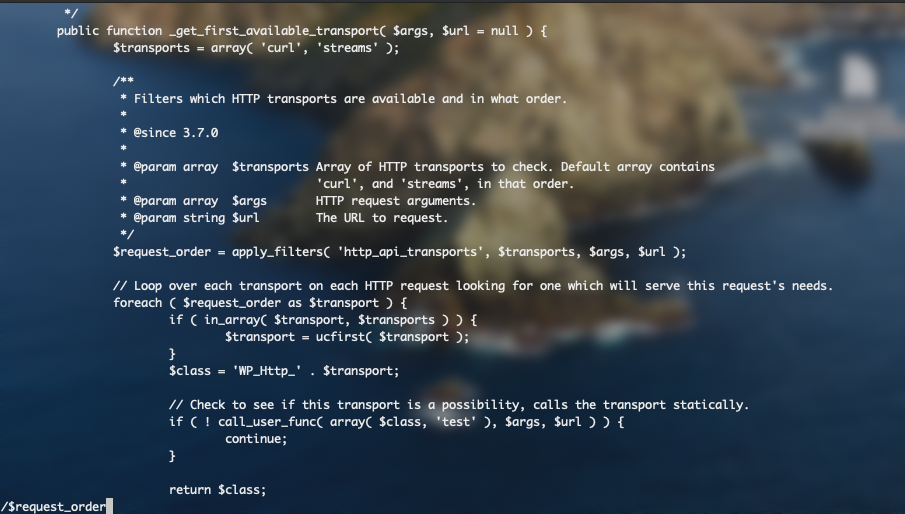 */
public function _get_first_available_transport( $args, $url = null ) {
$transports = array( 'curl', 'streams' );
/**
* Filters which HTTP transports are available and in what order.
*
* @since 3.7.0
*
* @param array  $transports Array of HTTP transports to check. Default array contains
*                           'curl', and 'streams', in that order.
* @param array  $args       HTTP request arguments.
* @param string $url        The URL to request.
*/
$request_order = apply_filters( 'http_api_transports', $transports, $args, $url );
// Loop over each transport on each HTTP request looking for one which will serve this request's needs.
foreach ( $request_order as $transport ) {
if ( in_array( $transport, $transports ) ) {
$transport = ucfirst( $transport );
}
$class = 'WP_Http_' . $transport;
// Check to see if this transport is a possibility, calls the transport statically.
if ( ! call_user_func( array( $class, 'test' ), $args, $url ) ) {
continue;
}
return $class;
/$request_order